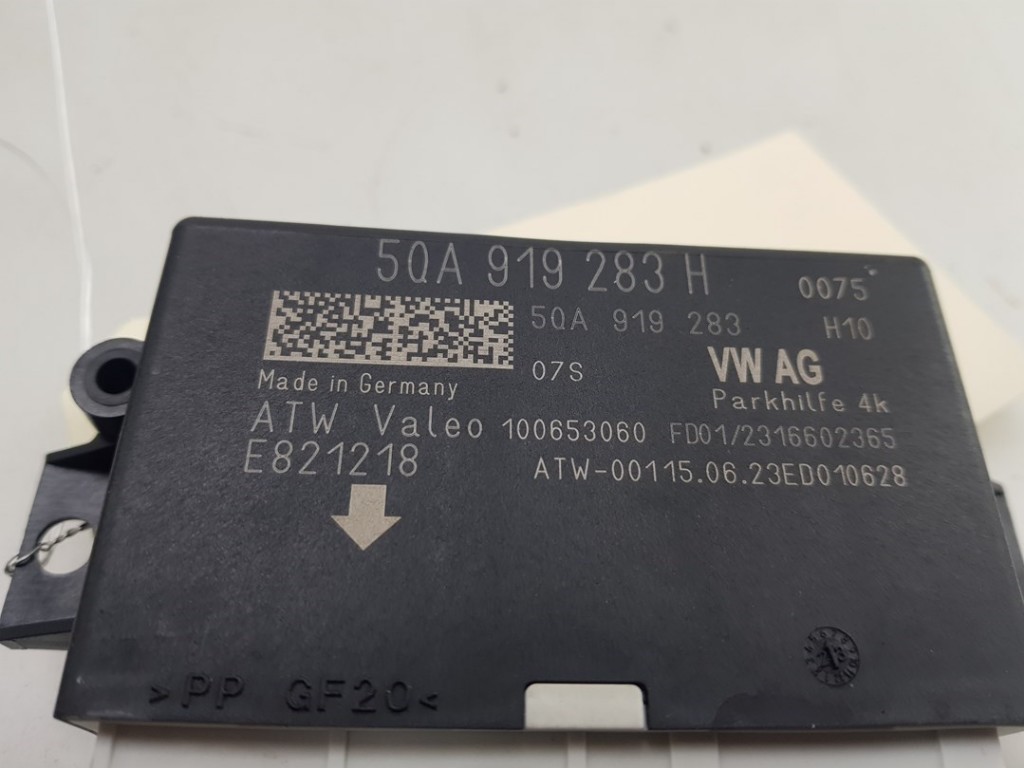 5QA 919 283 H 0075
5QA 919 283 H10
07S VW AG
Made in Germany Parkhilfe 4k
ATW Valeo 100653060 FD01/2316602365
E821218 ATW-00115.06.23ED010628
>PP GF20<